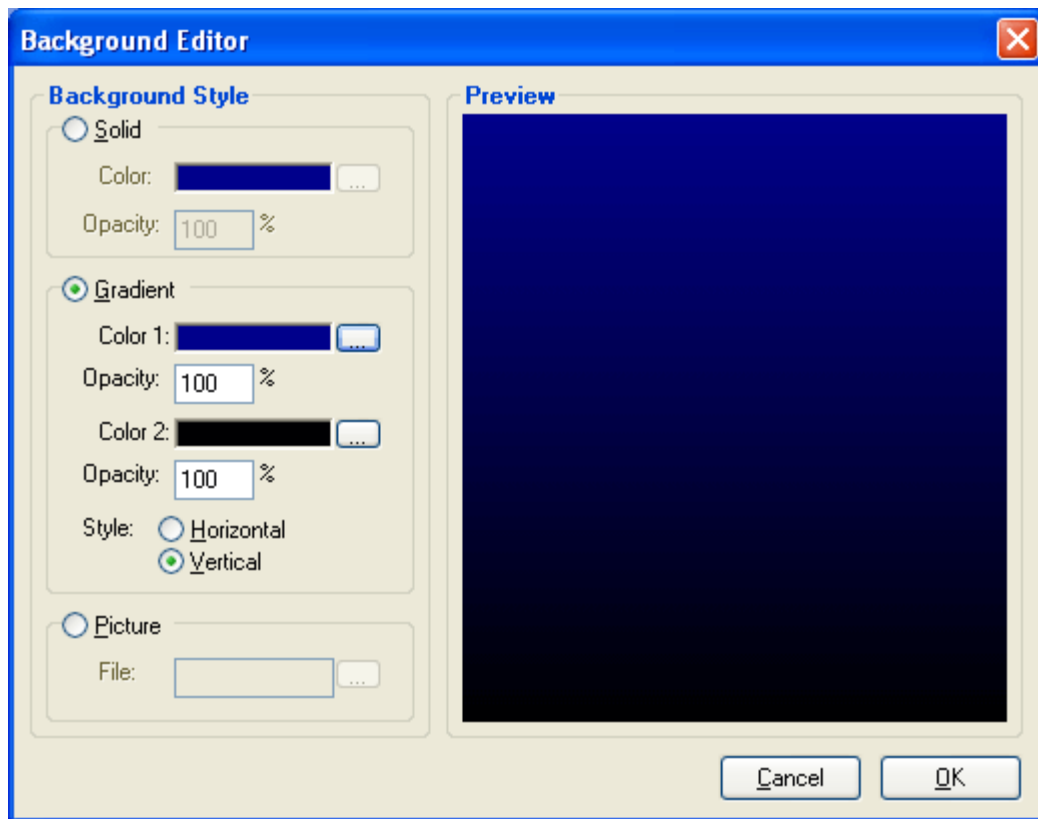 Background Editor
Background Style
Solid
Color: ...
Opacity: 100 %
Gradient
Color 1: ...
Opacity: 100 %
Color 2: ...
Opacity: 100 %
Style: Horizontal
Vertical
Picture
File: ...
Preview
Cancel OK